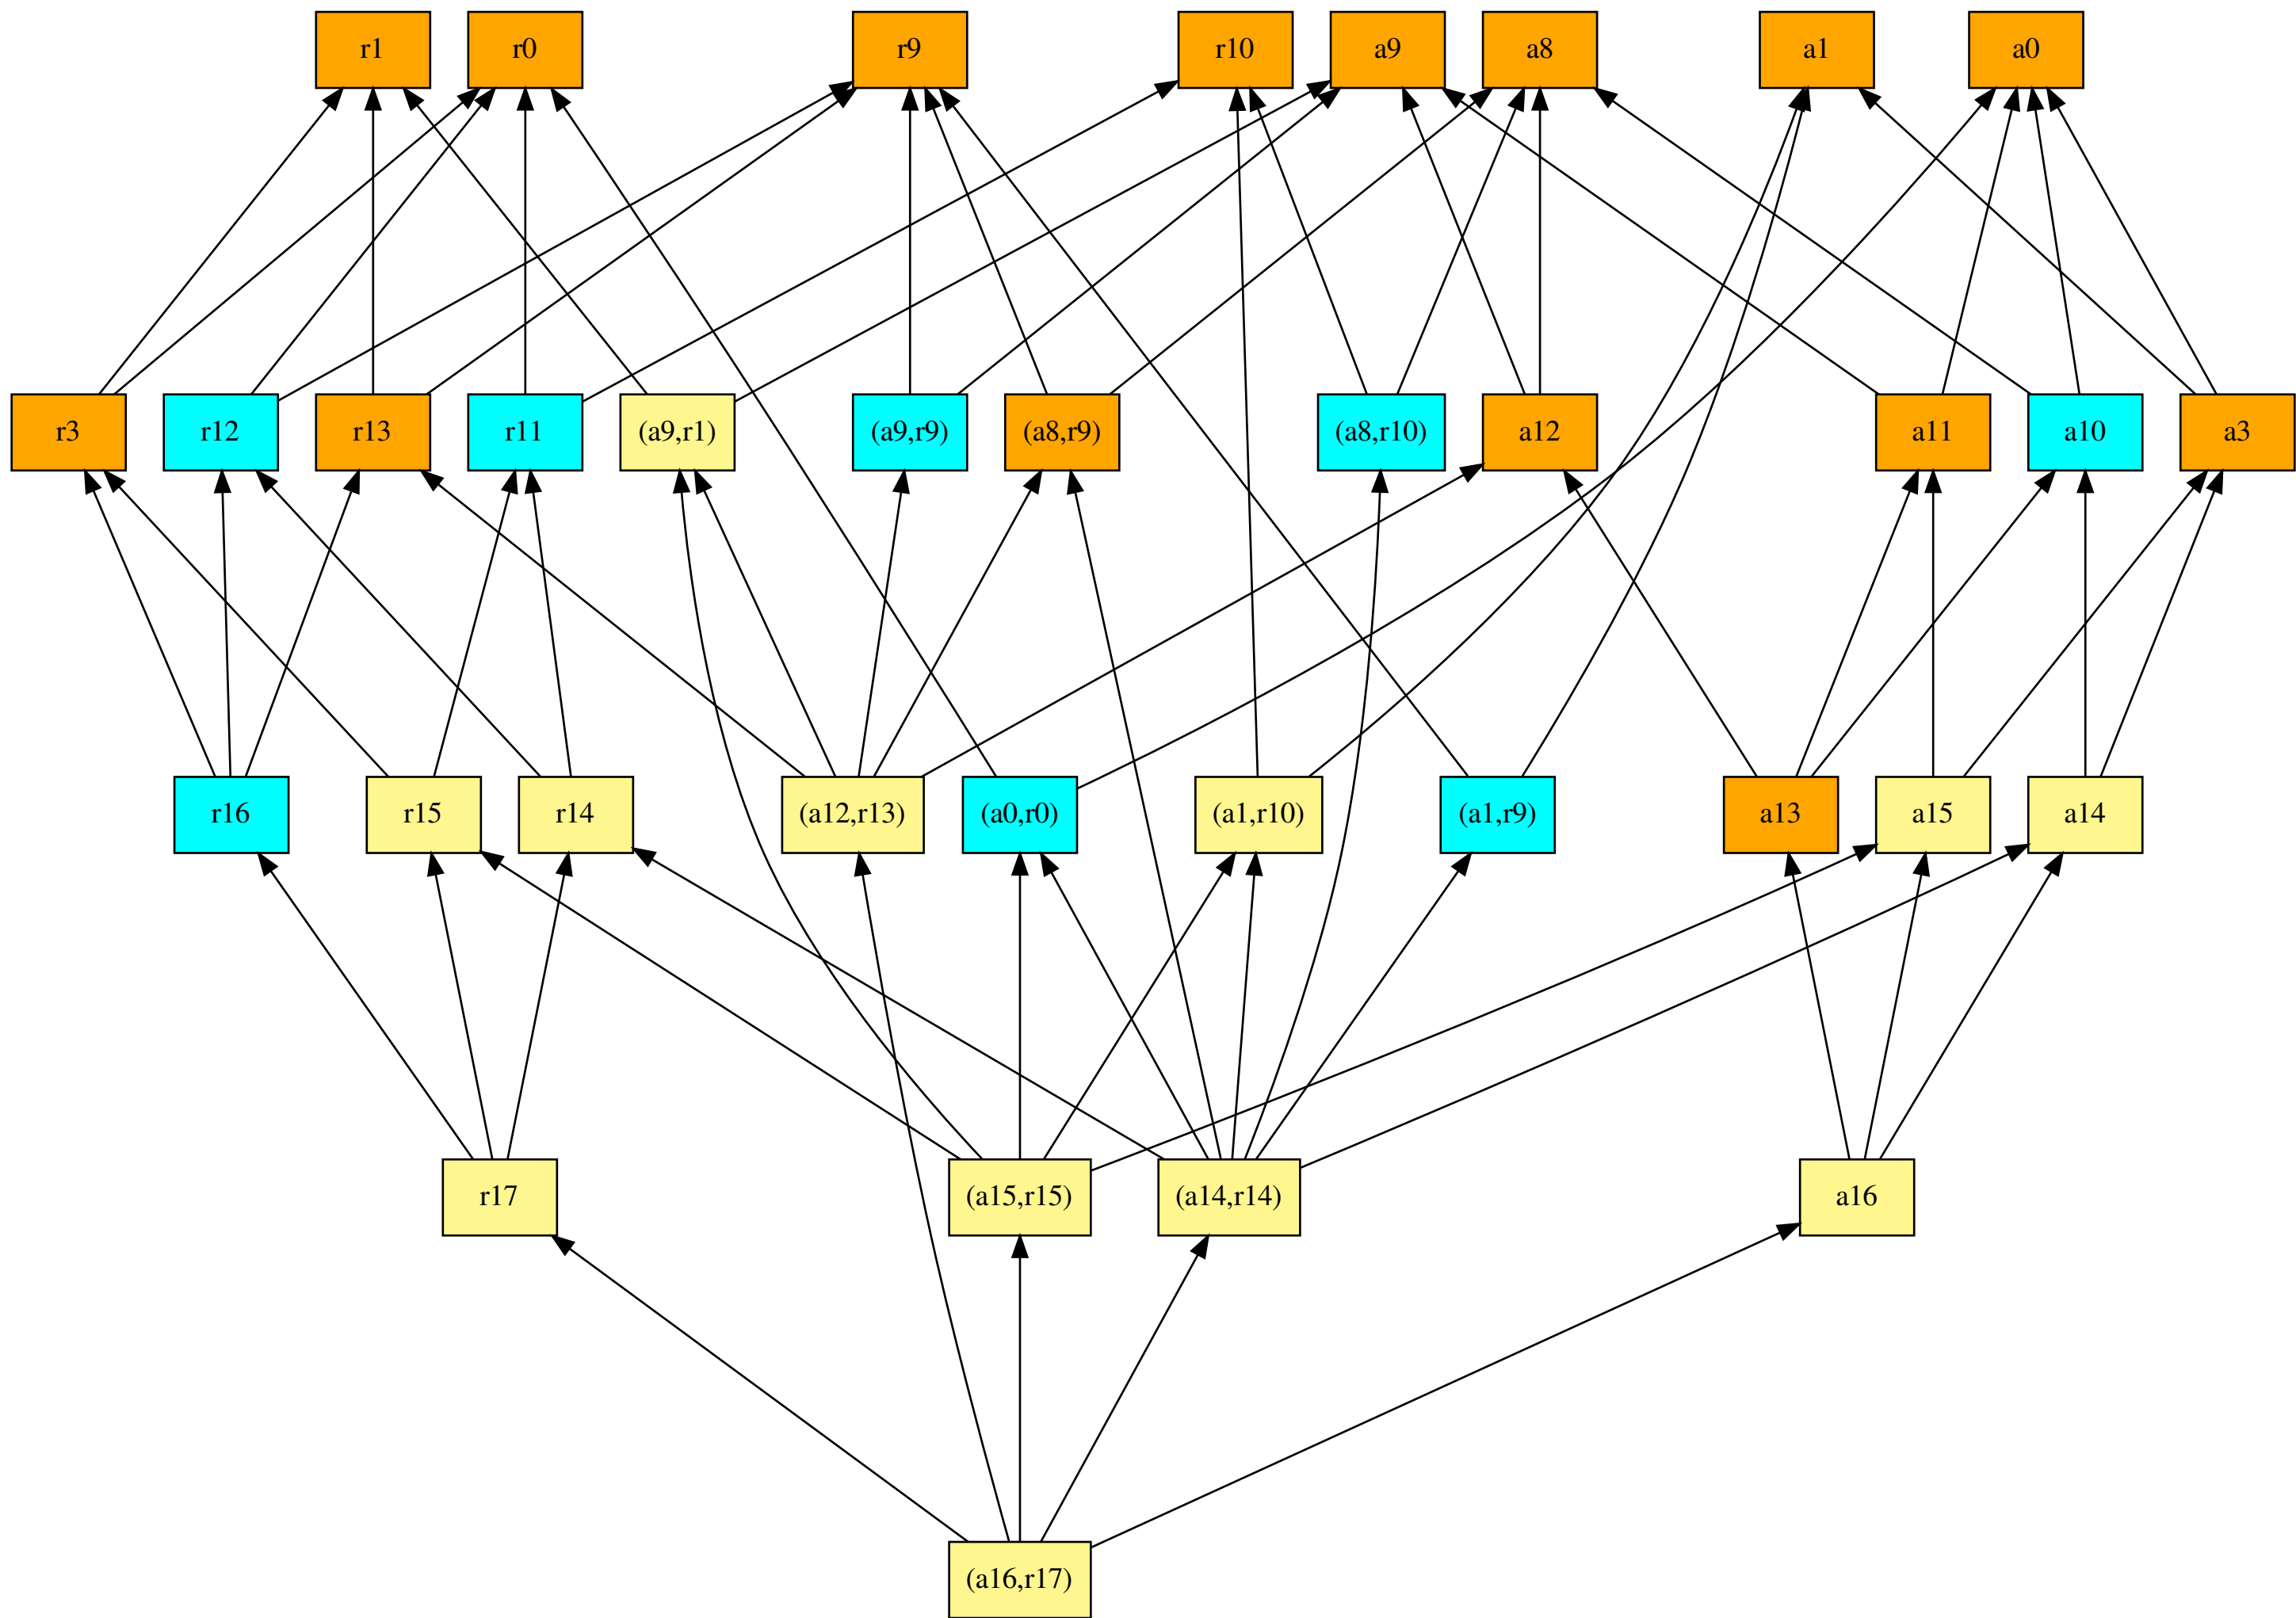 r1
r0
r9
r10
a9
a8
a1
a0
r3
r12
r13
r11
(a9,r1)
(a9,r9)
(a8,r9)
(a8,r10)
a12
a11
a10
a3
r16
r15
r14
(a12,r13)
(a0,r0)
(a1,r10)
(a1,r9)
a13
a15
a14
r17
(a15,r15)
(a14,r14)
a16
(a16,r17)